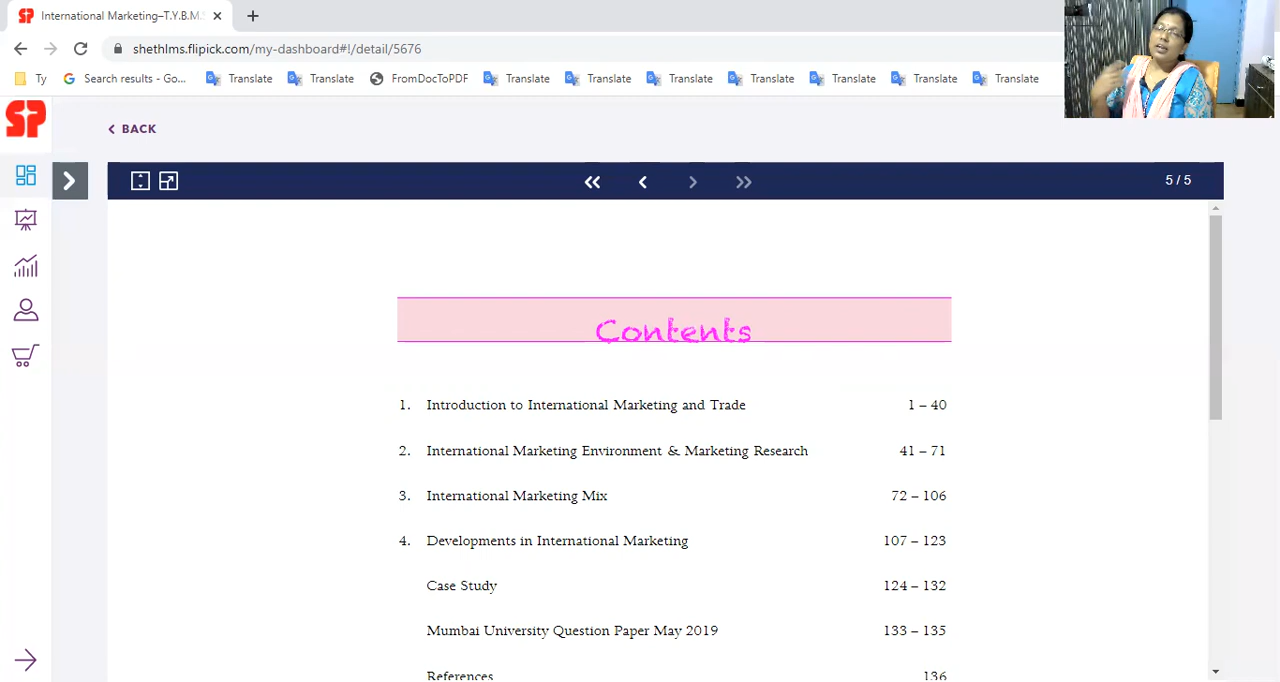 International Marketing–T.Y.B.M.S
shethlms.flipick.com/my-dashboard#!/detail/5676
Ty Search results - Go... Translate Translate FromDocToPDF Translate Translate Translate Translate Translate Translate Translate
SP
BACK
5 / 5
Contents
1. Introduction to International Marketing and Trade 1 – 40
2. International Marketing Environment & Marketing Research 41 – 71
3. International Marketing Mix 72 – 106
4. Developments in International Marketing 107 – 123
Case Study 124 – 132
Mumbai University Question Paper May 2019 133 – 135
References 136